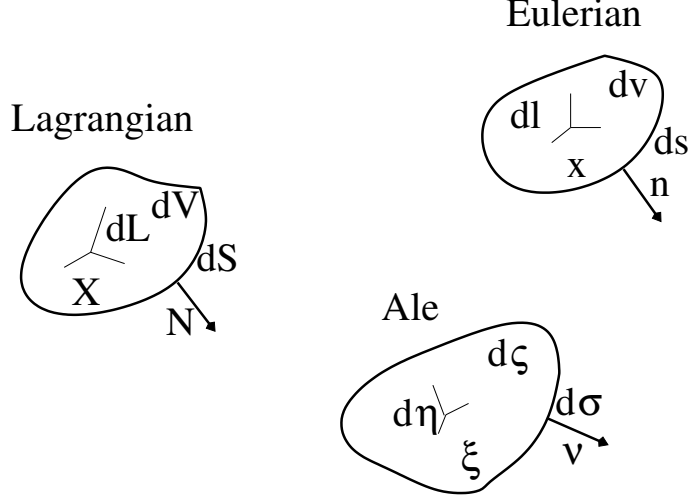 Eulerian
dv
dl
ds
x
n
Lagrangian
dV
dL
dS
X
N
Ale
dς
dη
dσ
ξ
ν